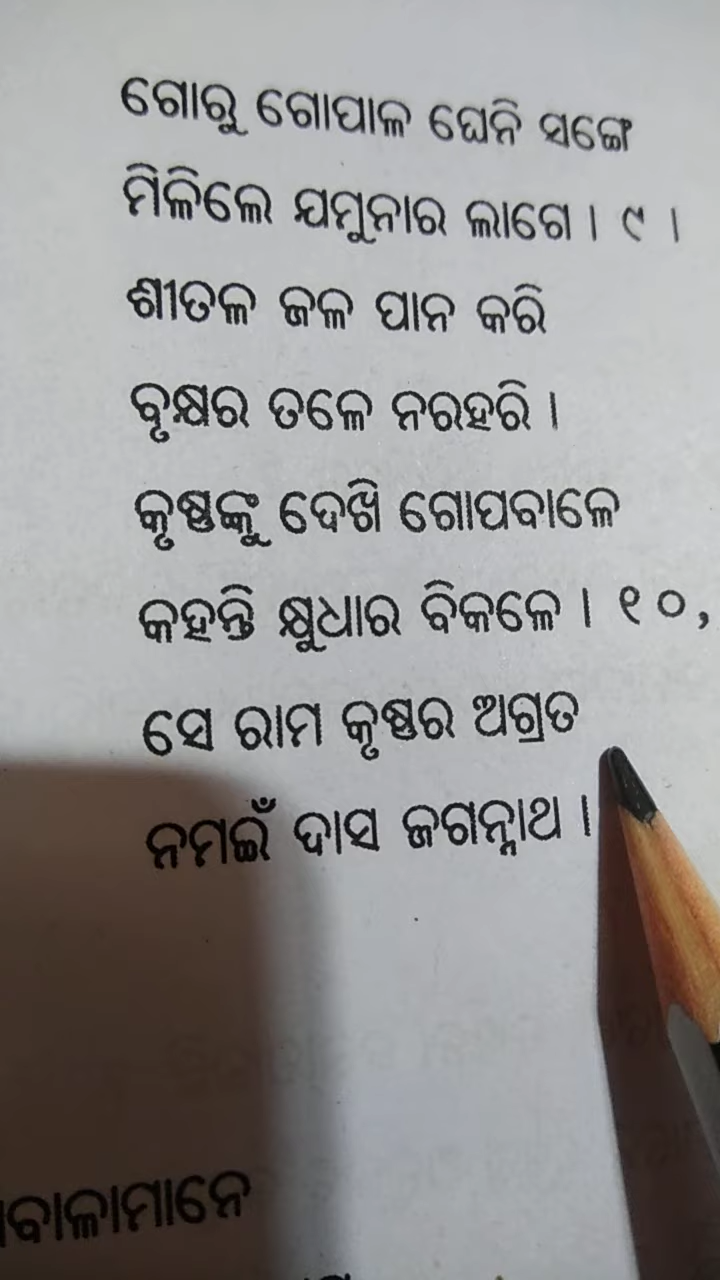 ଗୋରୁ ଗୋପାଳ ଘେନି ସଙ୍ଗେ
ମିଳିଲେ ଯମୁନାର ଲାଗେ । ୯ ।
ଶୀତଳ ଜଳ ପାନ କରି
ବୃକ୍ଷର ତଳେ ନରହରି ।
କୃଷ୍ଣଙ୍କୁ ଦେଖି ଗୋପବାଳେ
କହନ୍ତି କ୍ଷୁଧାର ବିକଳେ । ୧୦,
ସେ ରାମ କୃଷ୍ଣର ଅଗ୍ରତ
ନମଇଁ ଦାସ ଜଗନ୍ନାଥ ।
ବାଳାମାନେ